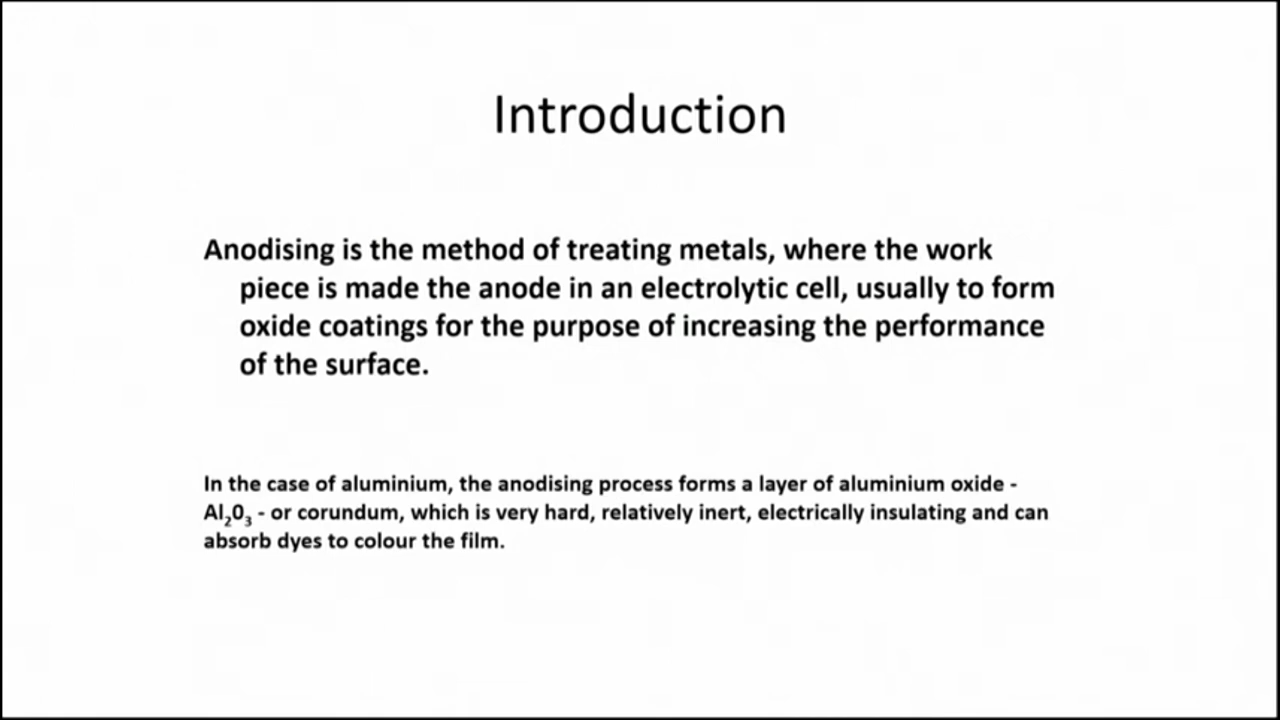 Introduction
Anodising is the method of treating metals, where the work
piece is made the anode in an electrolytic cell, usually to form
oxide coatings for the purpose of increasing the performance
of the surface.
In the case of aluminium, the anodising process forms a layer of aluminium oxide -
Al₂0₃ - or corundum, which is very hard, relatively inert, electrically insulating and can
absorb dyes to colour the film.